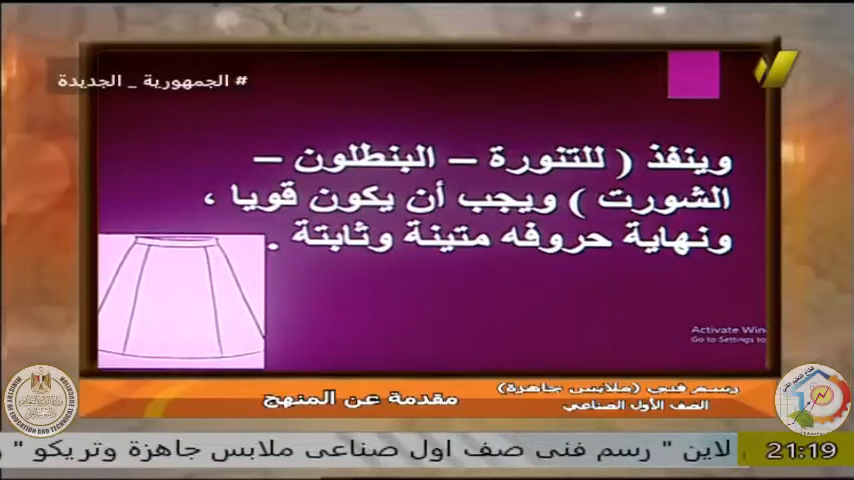 # الجمهورية _ الجديدة
وينفذ ( للتنورة – البنطلون –
الشورت ) ويجب أن يكون قويا ،
ونهاية حروفه متينة وثابتة .
Activate Win
Go to Settings to
رسم فني (ملابس جاهزة)
الصف الأول الصناعي
مقدمة عن المنهج
لاين " رسم فنى صف اول صناعى ملابس جاهزة وتريكو "
21:19